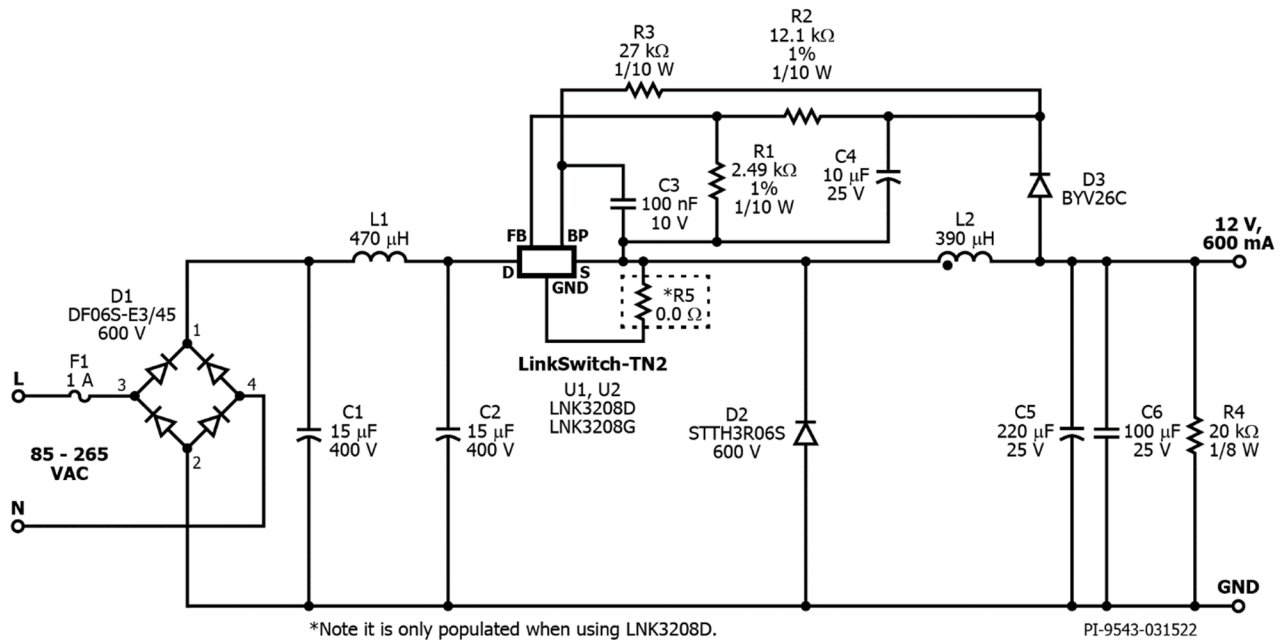 R3
27 kΩ
1/10 W
R2
12.1 kΩ
1%
1/10 W
R1
2.49 kΩ
1%
1/10 W
C4
10 μF
25 V
D3
BYV26C
C3
100 nF
10 V
L1
470 μH
FB
BP
D
S
GND
L2
390 μH
12 V,
600 mA
*R5
0.0 Ω
D1
DF06S-E3/45
600 V
1
F1
1 A
L
3
4
2
85 - 265
VAC
N
LinkSwitch-TN2
U1, U2
LNK3208D
LNK3208G
C1
15 μF
400 V
C2
15 μF
400 V
D2
STTH3R06S
600 V
C5
220 μF
25 V
C6
100 μF
25 V
R4
20 kΩ
1/8 W
GND
*Note it is only populated when using LNK3208D.
PI-9543-031522